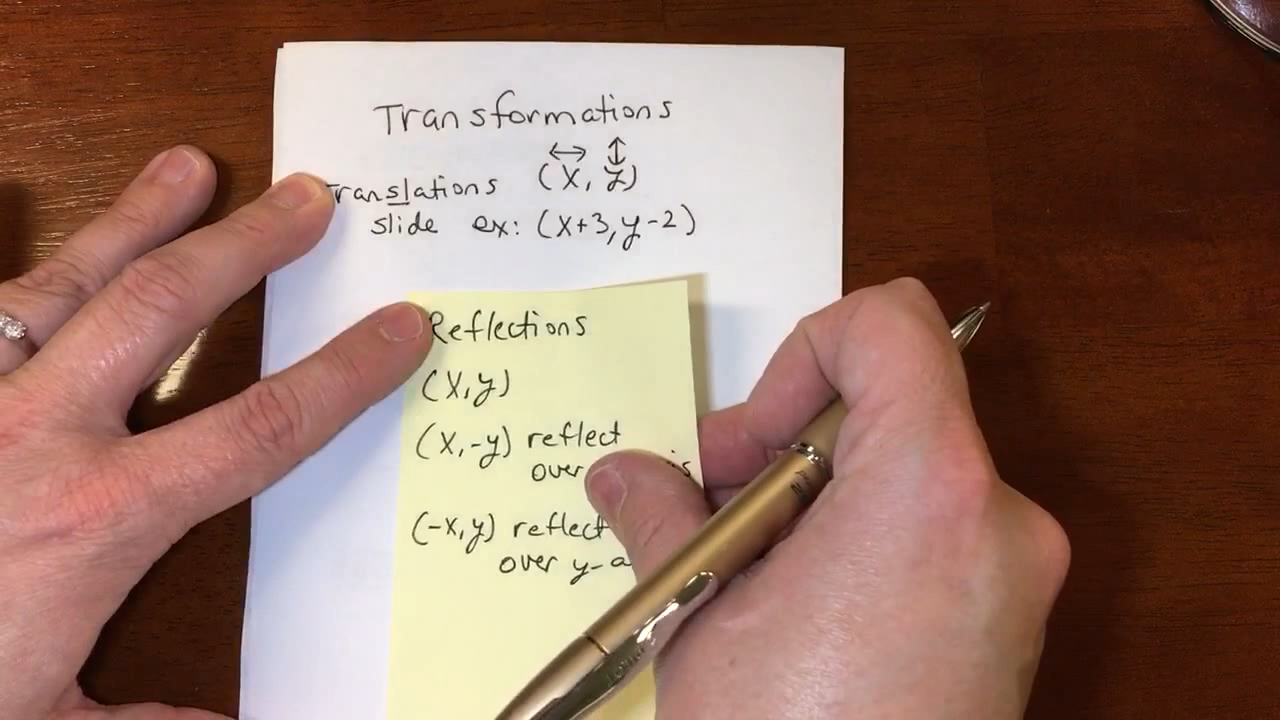 Transformations
(x, y)
Translations
slide ex: (x+3, y-2)
Reflections
(x,y)
(x,-y) reflect
over
(-x,y) reflect
over y-a